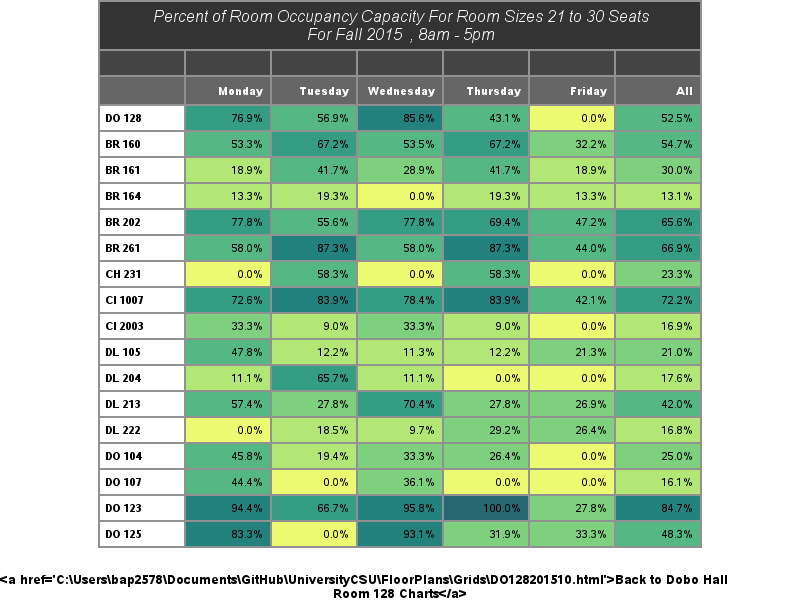 Percent of Room Occupancy Capacity For Room Sizes 21 to 30 Seats
For Fall 2015 , 8am - 5pm
Monday Tuesday Wednesday Thursday Friday All
DO 128 76.9% 56.9% 85.6% 43.1% 0.0% 52.5%
BR 160 53.3% 67.2% 53.5% 67.2% 32.2% 54.7%
BR 161 18.9% 41.7% 28.9% 41.7% 18.9% 30.0%
BR 164 13.3% 19.3% 0.0% 19.3% 13.3% 13.1%
BR 202 77.8% 55.6% 77.8% 69.4% 47.2% 65.6%
BR 261 58.0% 87.3% 58.0% 87.3% 44.0% 66.9%
CH 231 0.0% 58.3% 0.0% 58.3% 0.0% 23.3%
CI 1007 72.6% 83.9% 78.4% 83.9% 42.1% 72.2%
CI 2003 33.3% 9.0% 33.3% 9.0% 0.0% 16.9%
DL 105 47.8% 12.2% 11.3% 12.2% 21.3% 21.0%
DL 204 11.1% 65.7% 11.1% 0.0% 0.0% 17.6%
DL 213 57.4% 27.8% 70.4% 27.8% 26.9% 42.0%
DL 222 0.0% 18.5% 9.7% 29.2% 26.4% 16.8%
DO 104 45.8% 19.4% 33.3% 26.4% 0.0% 25.0%
DO 107 44.4% 0.0% 36.1% 0.0% 0.0% 16.1%
DO 123 94.4% 66.7% 95.8% 100.0% 27.8% 84.7%
DO 125 83.3% 0.0% 93.1% 31.9% 33.3% 48.3%
<a href='C:\Users\bap2578\Documents\GitHub\UniversityCSU\FloorPlans\Grids\DO128201510.html'>Back to Dobo Hall
Room 128 Charts</a>